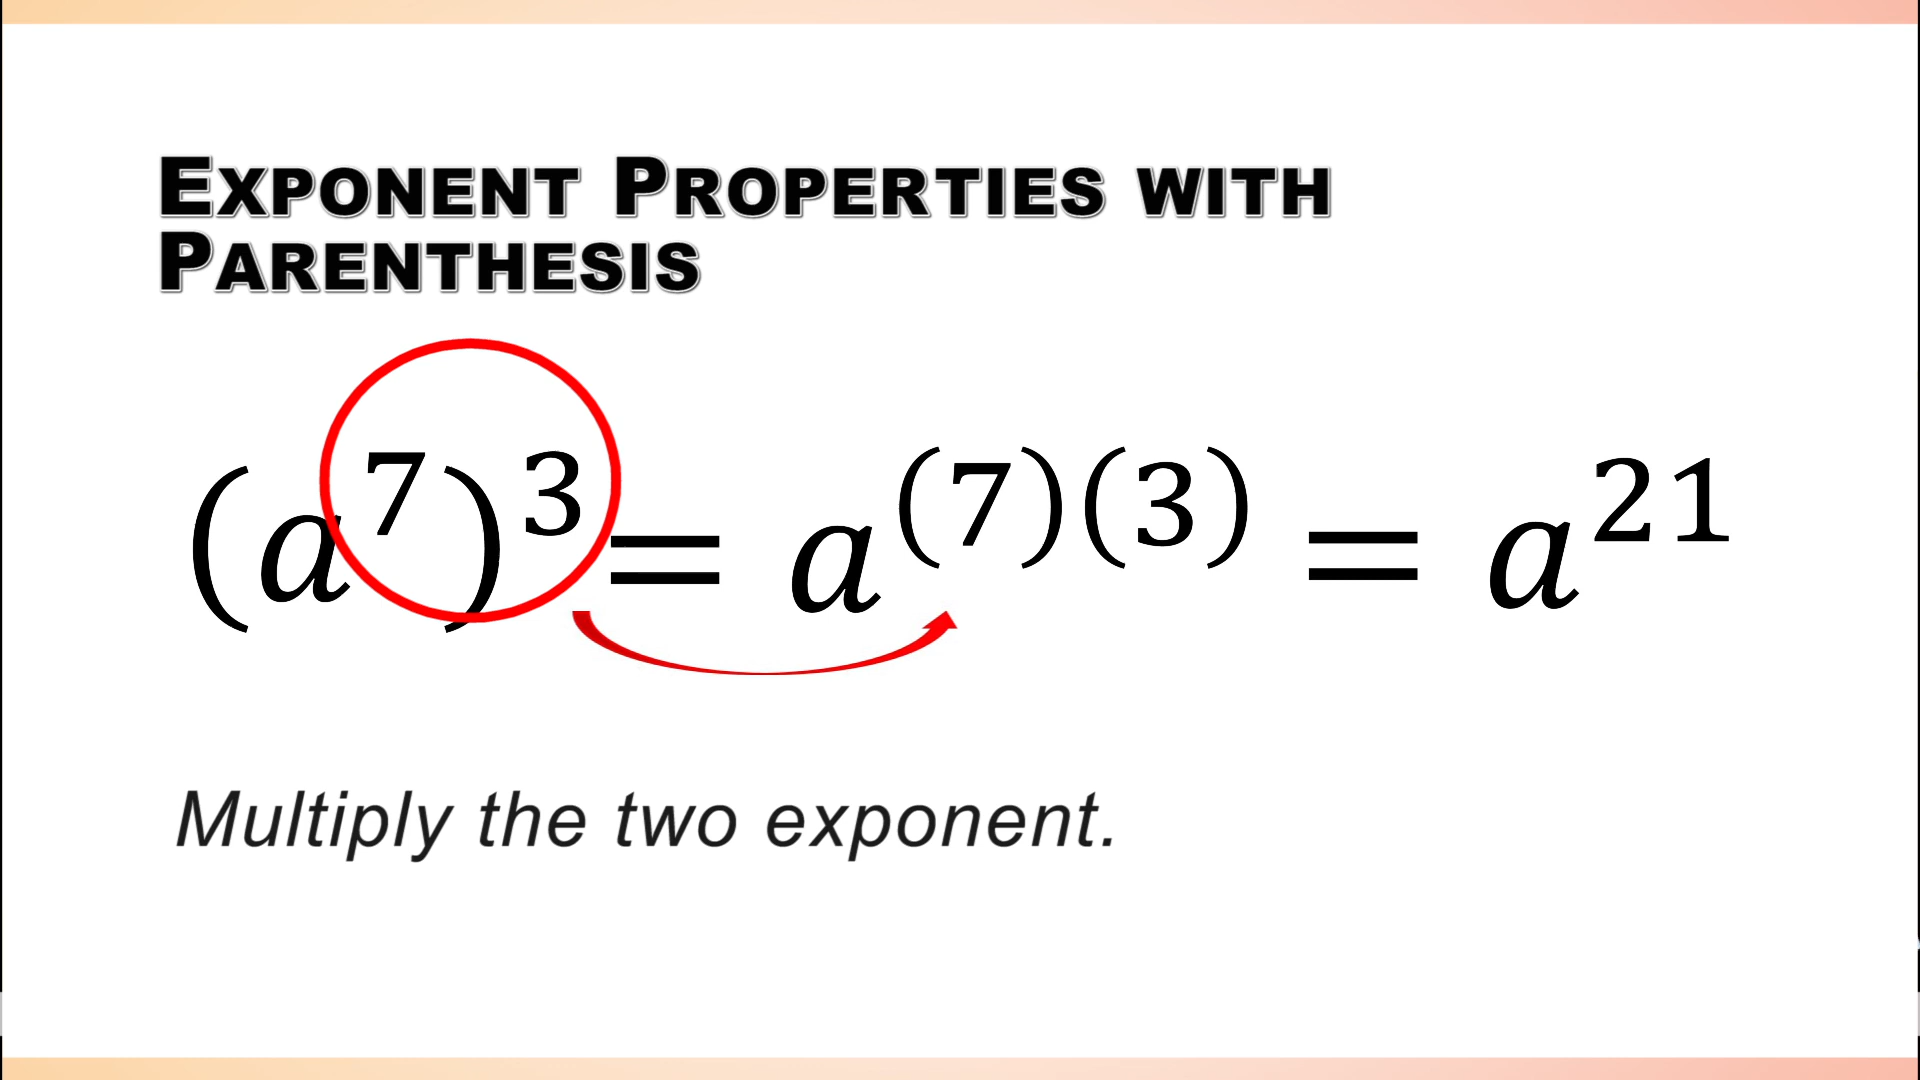 EXPONENT PROPERTIES WITH
PARENTHESIS
(𝑎⁷)³ = 𝑎⁽⁷⁾⁽³⁾ = 𝑎²¹
Multiply the two exponent.